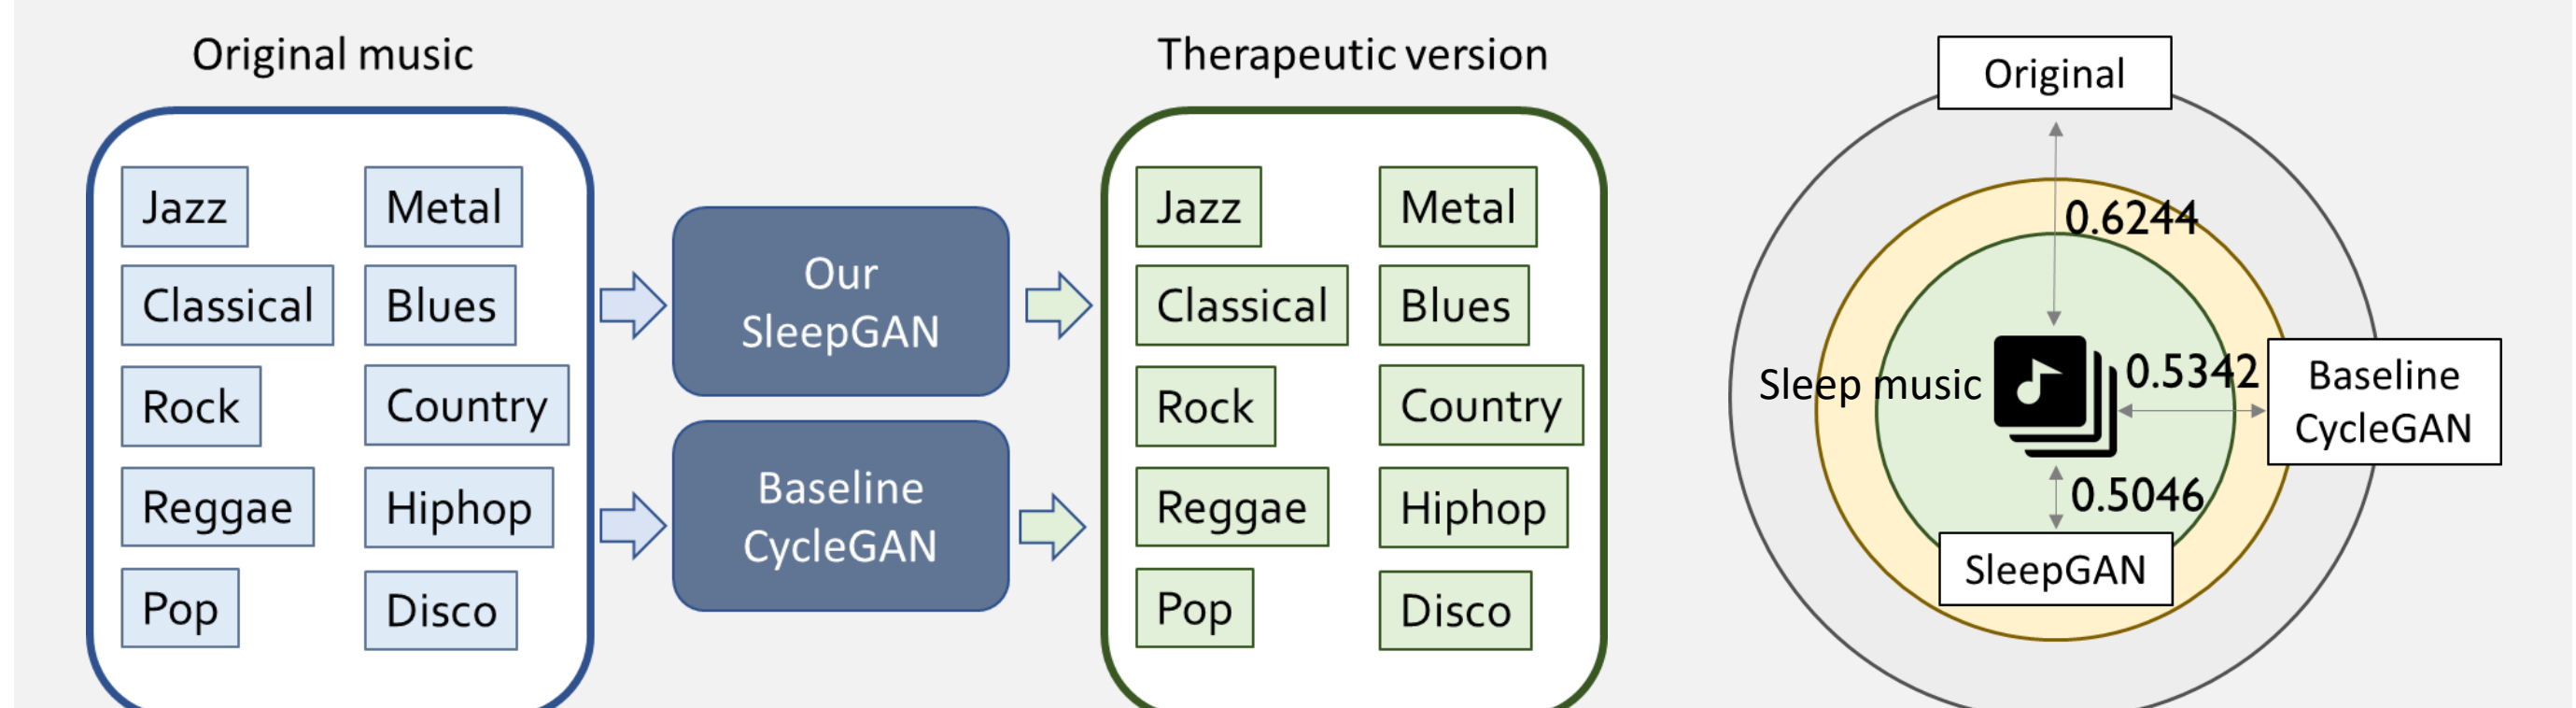 Original music
Jazz
Metal
Classical
Blues
Rock
Country
Reggae
Hiphop
Pop
Disco
Our
SleepGAN
Baseline
CycleGAN
Therapeutic version
Jazz
Metal
Classical
Blues
Rock
Country
Reggae
Hiphop
Pop
Disco
Original
0.6244
Sleep music
0.5342
Baseline
CycleGAN
0.5046
SleepGAN